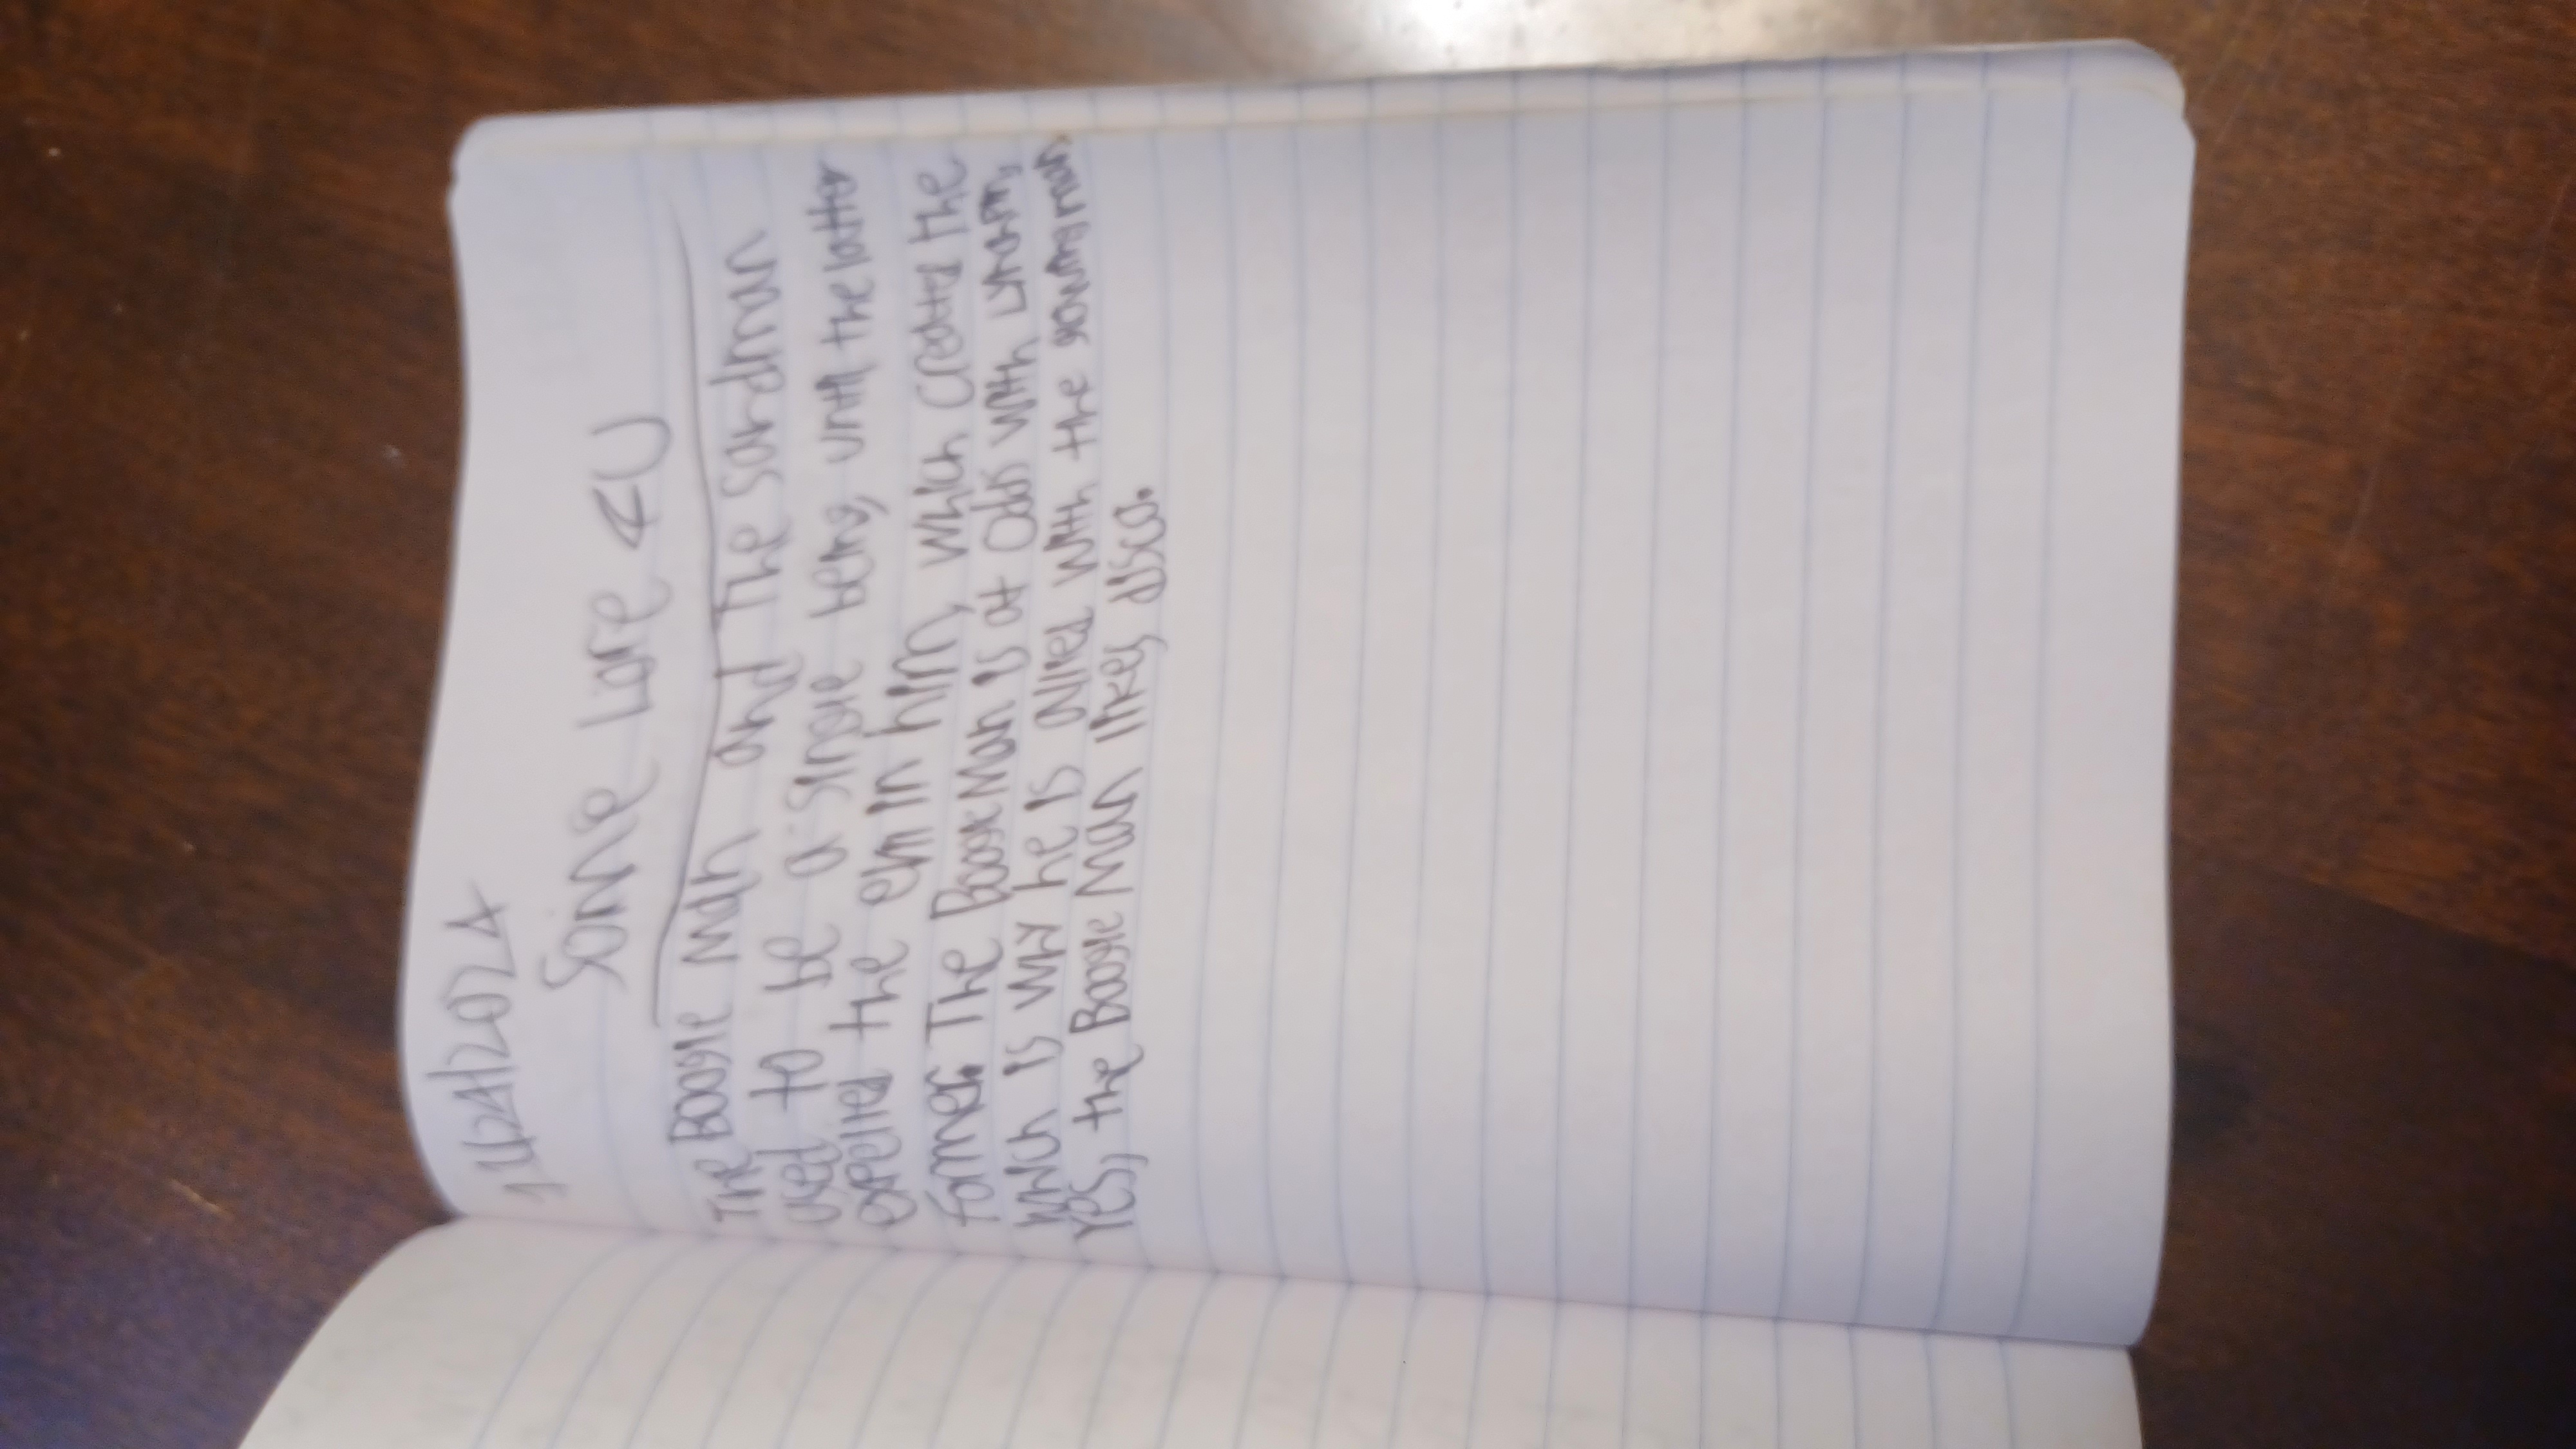 11/24/2024
Some Lore 4U
The Boogie Man and The Sandman
used to be a single being, until the latter
expelled the evil in him, which created the
former. The Boogie Man is at odds with
which is why he is allied with the glowing man.
Yes, the Boogie Man likes disco.